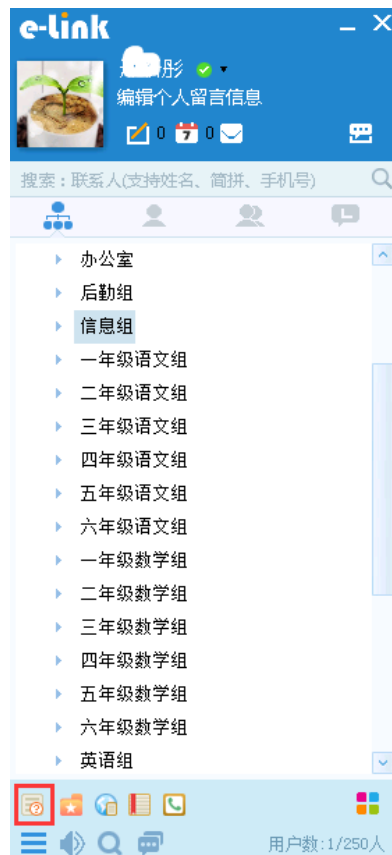 e-link
彤
编辑个人留言信息
0 7 0
搜索：联系人(支持姓名、简拼、手机号)
办公室
后勤组
信息组
一年级语文组
二年级语文组
三年级语文组
四年级语文组
五年级语文组
六年级语文组
一年级数学组
二年级数学组
三年级数学组
四年级数学组
五年级数学组
六年级数学组
英语组
用户数:1/250人